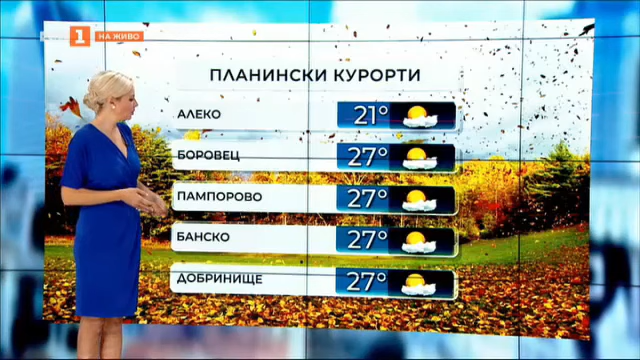 1 НА ЖИВО
ПЛАНИНСКИ КУРОРТИ
АЛЕКО 21°
БОРОВЕЦ 27°
ПАМПОРОВО 27°
БАНСКО 27°
ДОБРИНИЩЕ 27°